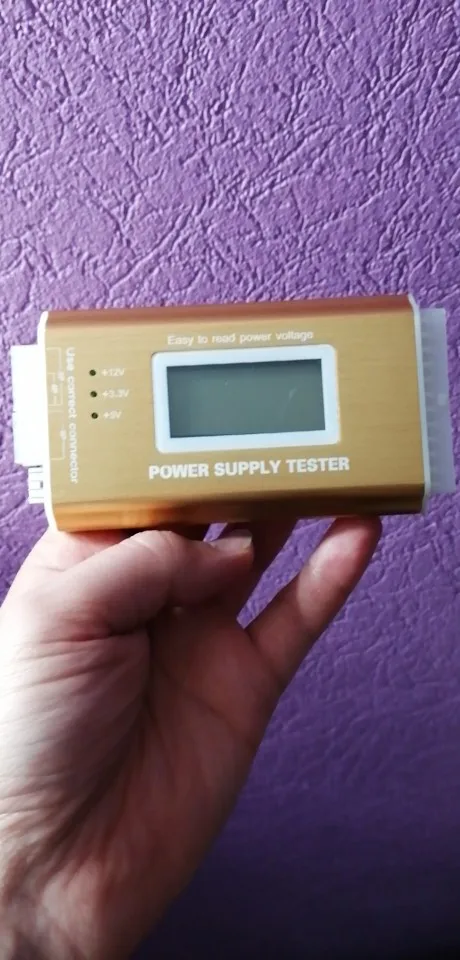 Easy to read power voltage
+12V
+3.3V
+5V
Use correct connector
POWER SUPPLY TESTER